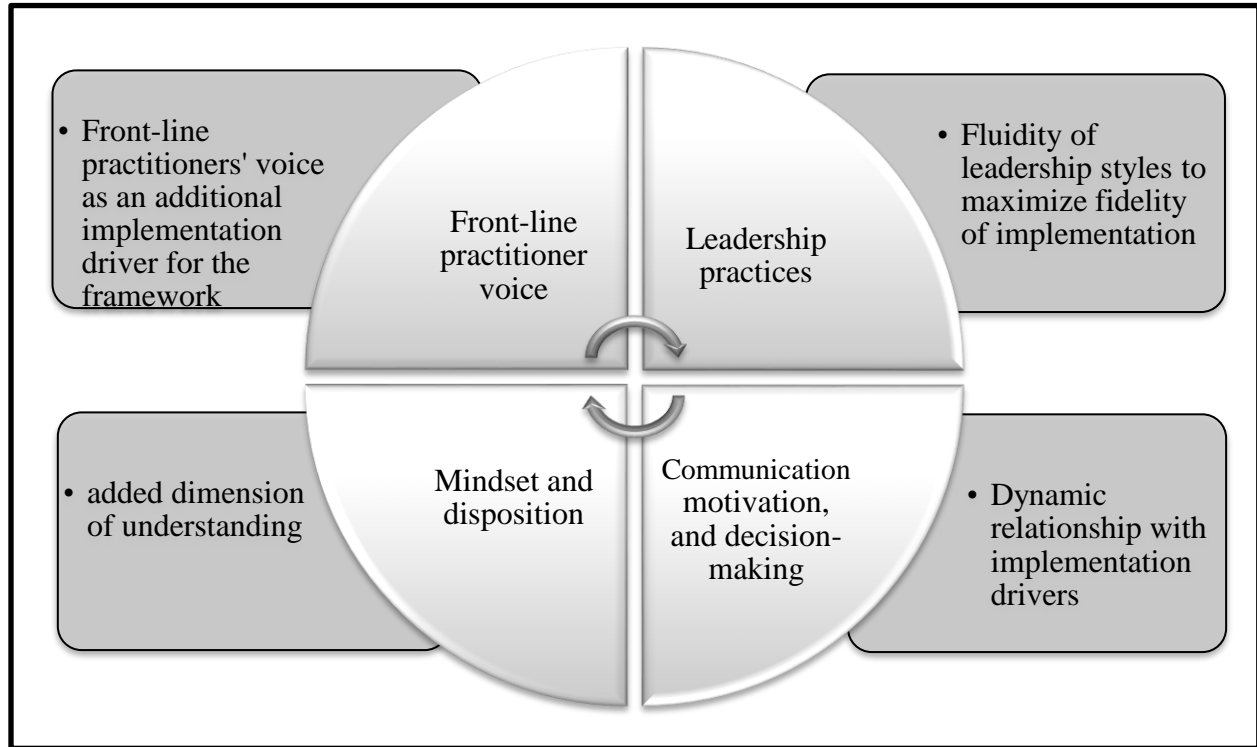 • Front-line
practitioners' voice
as an additional
implementation
driver for the
framework
Front-line
practitioner
voice
Leadership
practices
• Fluidity of
leadership styles to
maximize fidelity
of implementation
• added dimension
of understanding
Mindset and
disposition
Communication
motivation,
and decision-
making
• Dynamic
relationship with
implementation
drivers